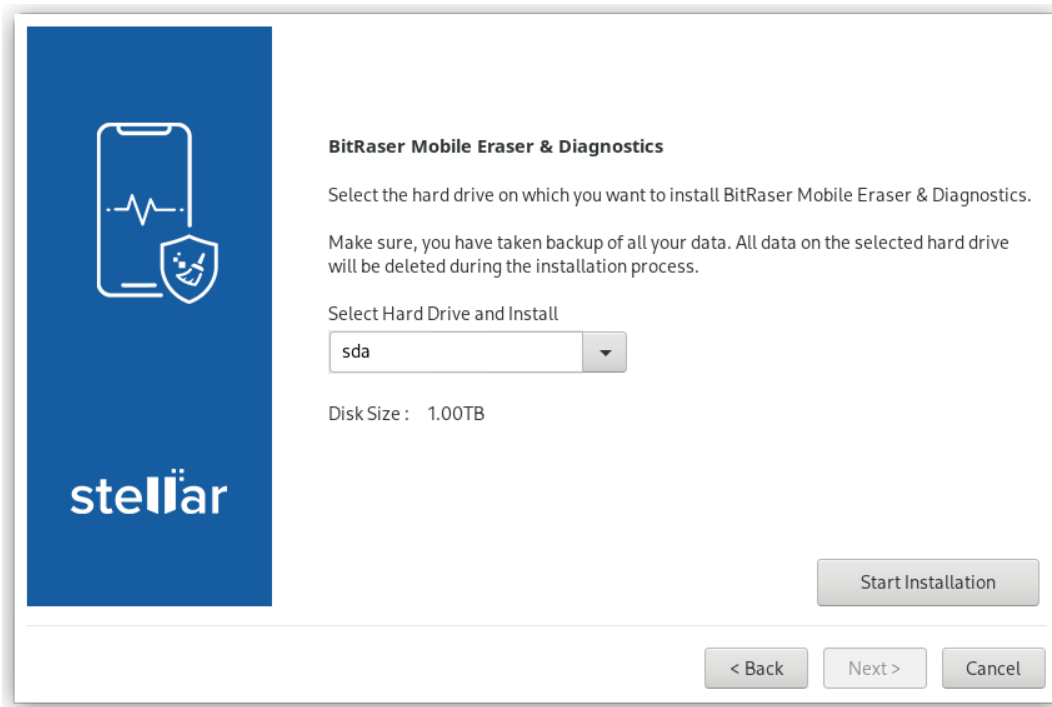 BitRaser Mobile Eraser & Diagnostics
Select the hard drive on which you want to install BitRaser Mobile Eraser & Diagnostics.
Make sure, you have taken backup of all your data. All data on the selected hard drive
will be deleted during the installation process.
Select Hard Drive and Install
sda
Disk Size : 1.00TB
stellar
Start Installation
< Back
Next >
Cancel